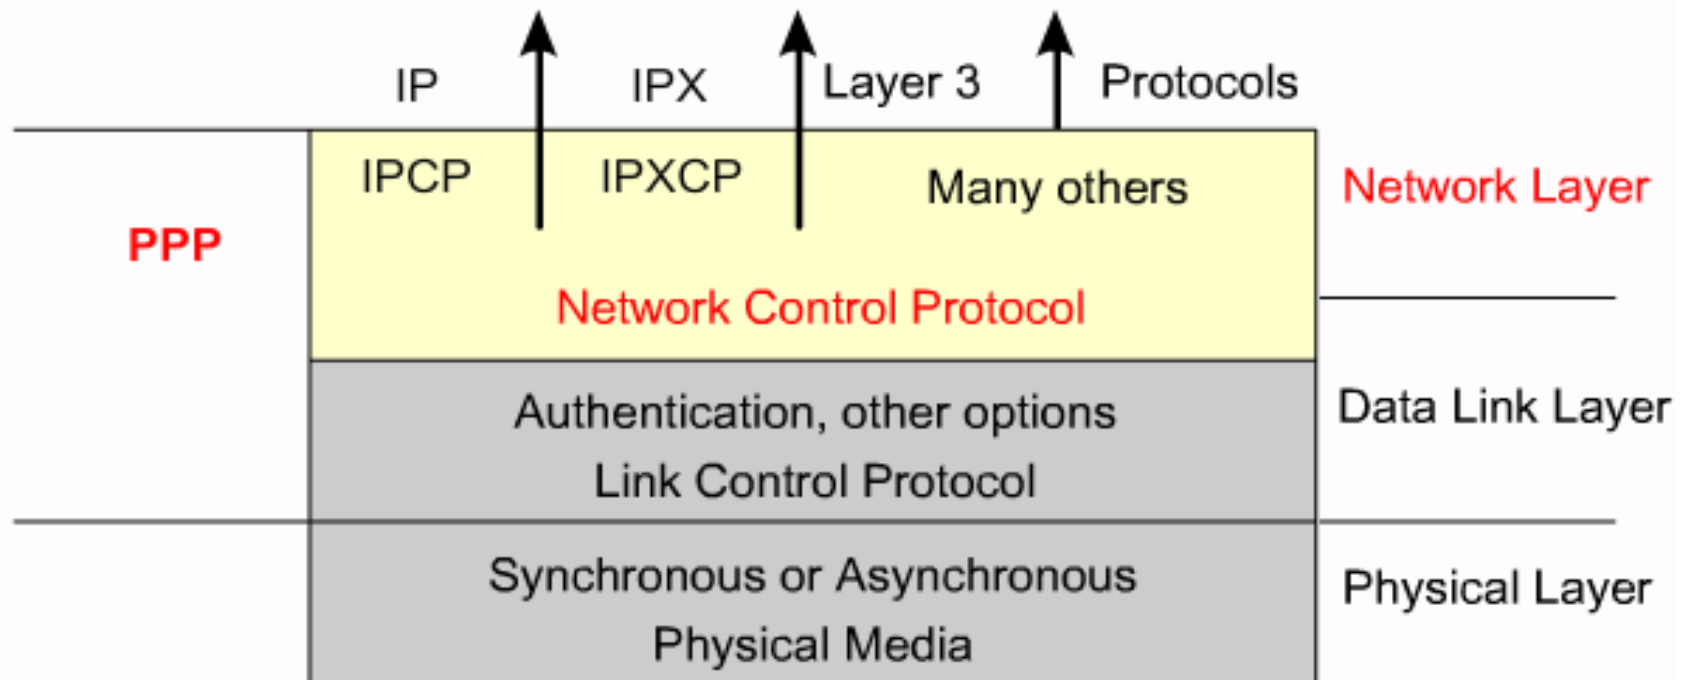 IP IPX Layer 3 Protocols
IPCP IPXCP Many others Network Layer
PPP
Network Control Protocol
Authentication, other options Data Link Layer
Link Control Protocol
Synchronous or Asynchronous Physical Layer
Physical Media